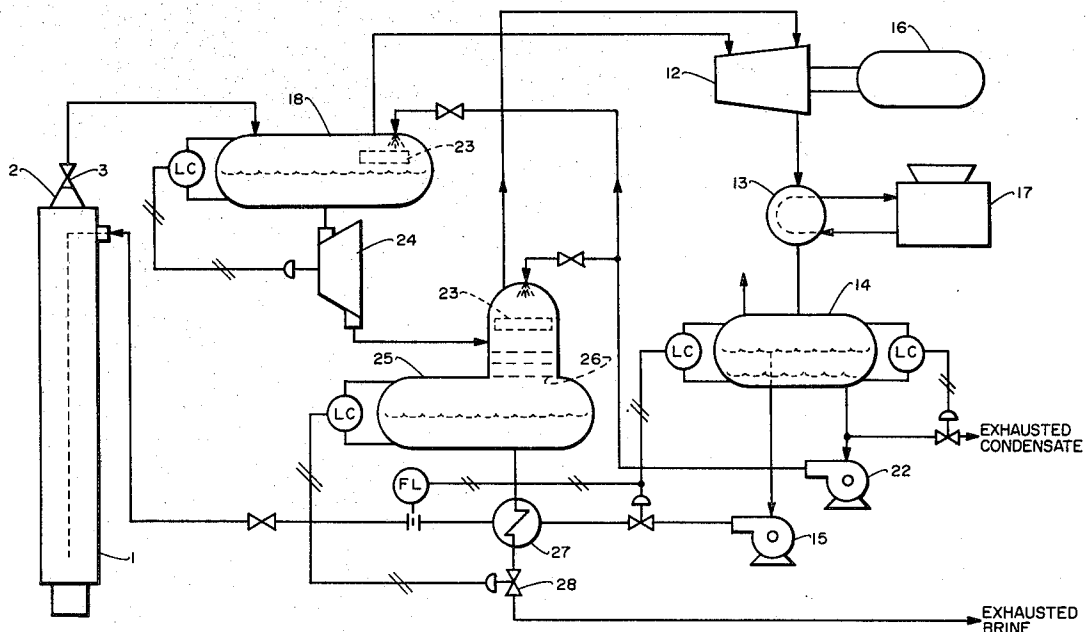 16
12
18
2
3
LC
23
13
17
24
14
23
LC
LC
25
26
LC
EXHAUSTED
CONDENSATE
22
FL
1
27
15
28
EXHAUSTED
BRINE